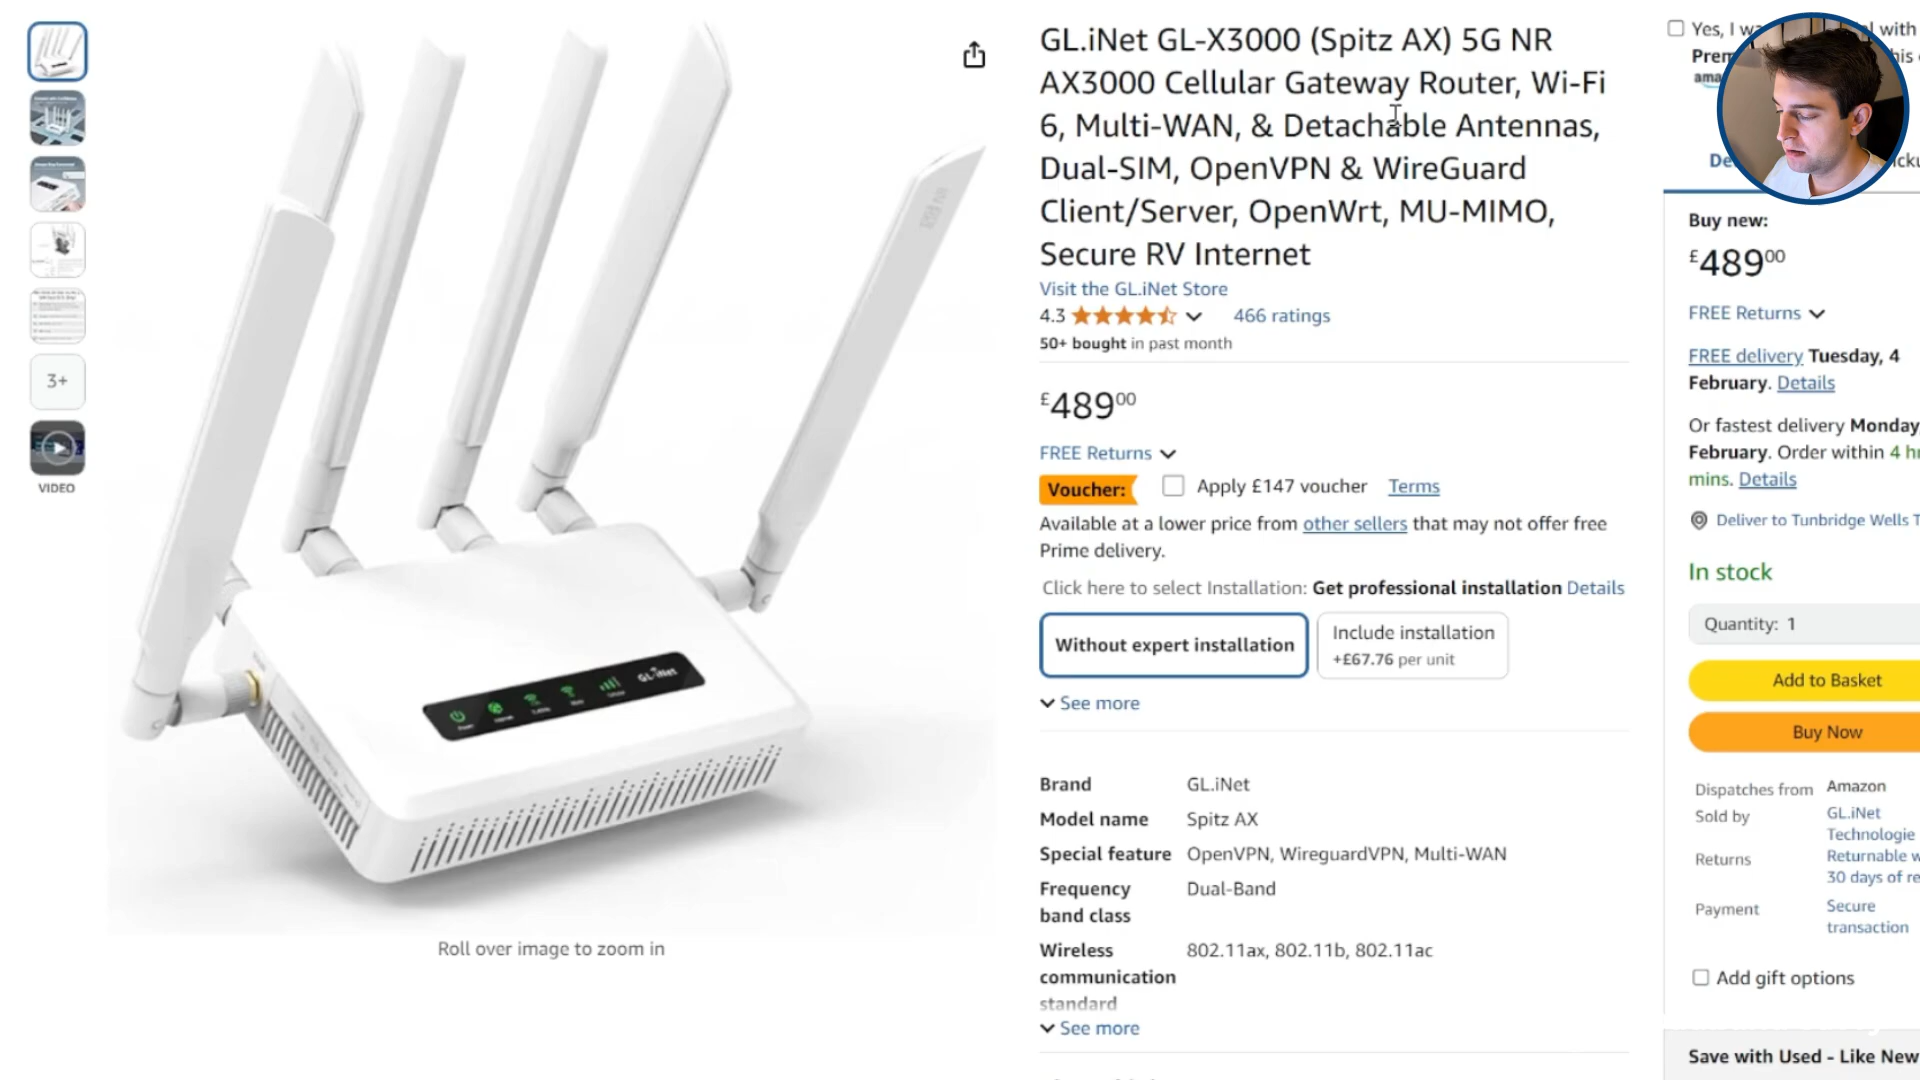 3+
VIDEO
GL.iNet
Roll over image to zoom in
GL.iNet GL-X3000 (Spitz AX) 5G NR
AX3000 Cellular Gateway Router, Wi-Fi
6, Multi-WAN, & Detachable Antennas,
Dual-SIM, OpenVPN & WireGuard
Client/Server, OpenWrt, MU-MIMO,
Secure RV Internet
Visit the GL.iNet Store
4.3 466 ratings
50+ bought in past month
£48900
FREE Returns
Voucher: Apply £147 voucher Terms
Available at a lower price from other sellers that may not offer free
Prime delivery.
Click here to select Installation: Get professional installation Details
Without expert installation
Include installation
+£67.76 per unit
See more
Brand GL.iNet
Model name Spitz AX
Special feature OpenVPN, WireguardVPN, Multi-WAN
Frequency Dual-Band
band class
Wireless 802.11ax, 802.11b, 802.11ac
communication
standard
See more
Yes, I with
Buy new:
£48900
FREE Returns
FREE delivery Tuesday, 4
February. Details
Or fastest delivery Monday,
February. Order within 4 hr
mins. Details
Deliver to Tunbridge Wells T
In stock
Quantity: 1
Add to Basket
Buy Now
Dispatches from Amazon
Sold by GL.iNet
Technologie
Returns Returnable w
30 days of re
Payment Secure
transaction
Add gift options
Save with Used - Like New